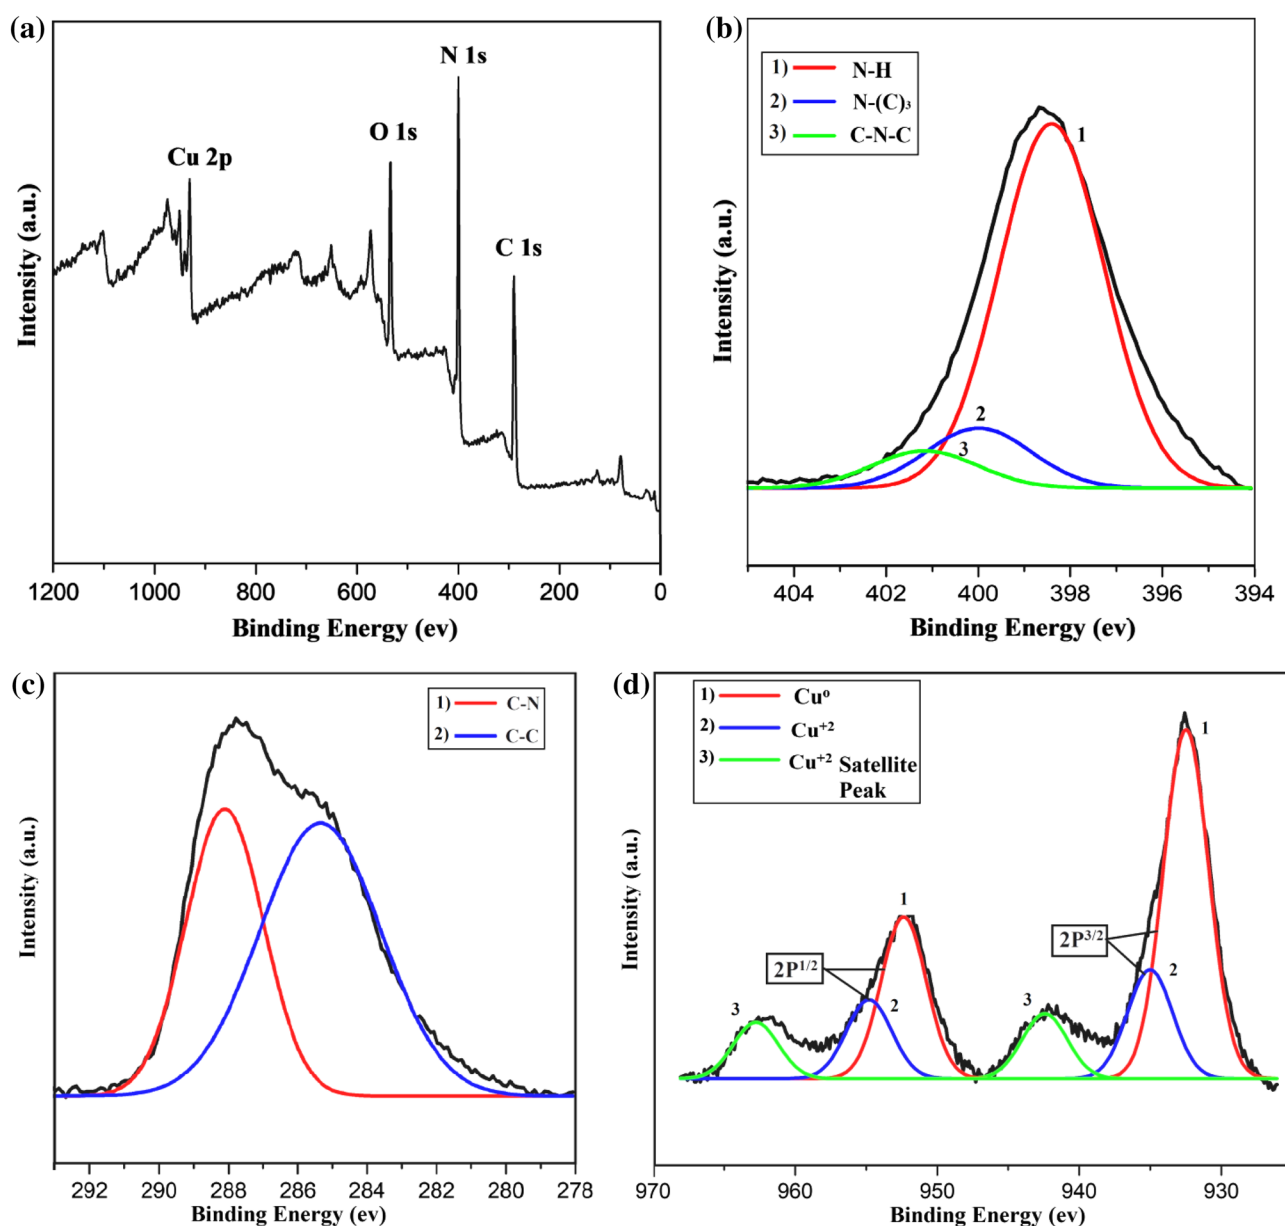 (a)
N 1s
O 1s
Cu 2p
C 1s
Intensity (a.u.)
1200 1000 800 600 400 200 0
Binding Energy (ev)
(b)
1) N-H
2) N-(C)₃
3) C-N-C
1
2
3
Intensity (a.u.)
404 402 400 398 396 394
Binding Energy (ev)
(c)
1) C-N
2) C-C
Intensity (a.u.)
292 290 288 286 284 282 280 278
Binding Energy (ev)
(d)
1) Cuº
2) Cu⁺²
3) Cu⁺² Satellite
Peak
1
1
2P³/²
2P¹/²
2
3
2
3
Intensity (a.u.)
970 960 950 940 930
Binding Energy (ev)